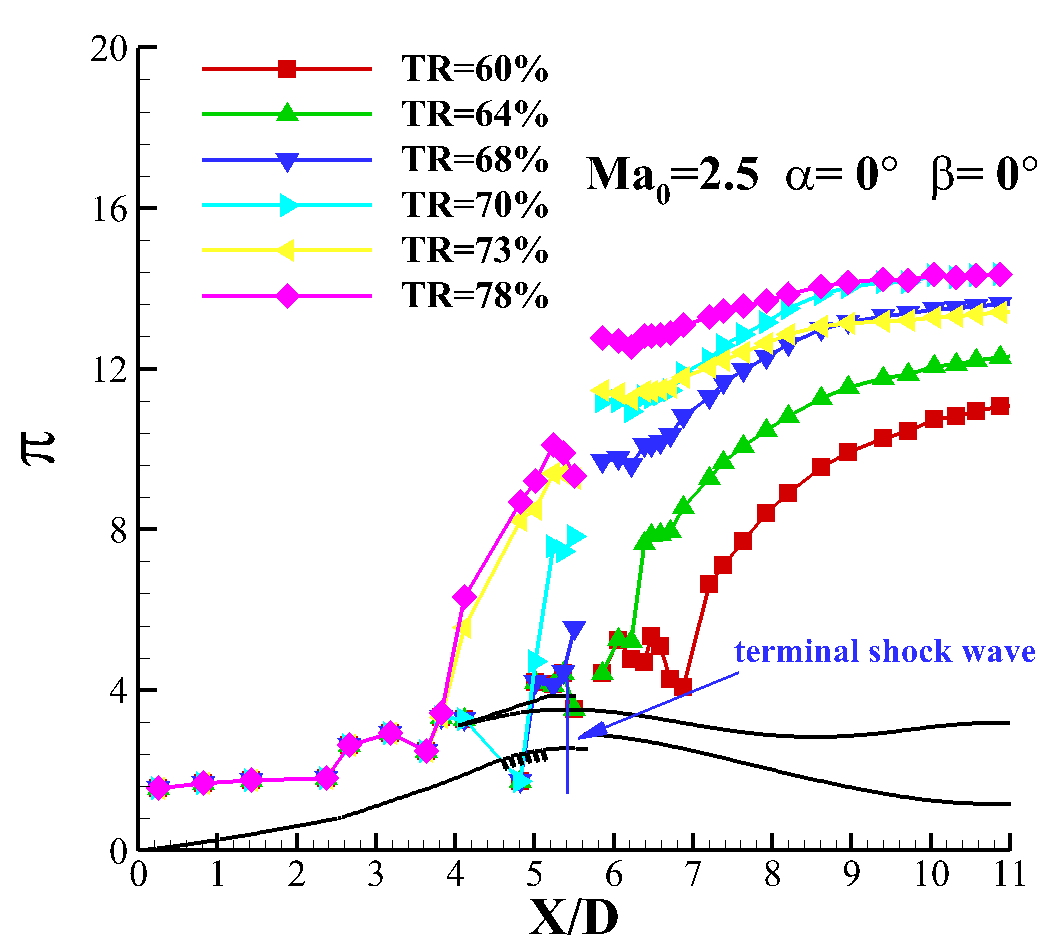 20
16
12
8
4
0
π
TR=60%
TR=64%
TR=68%
TR=70%
TR=73%
TR=78%
Ma₀=2.5 α= 0° β= 0°
terminal shock wave
0 1 2 3 4 5 6 7 8 9 10 11
X/D